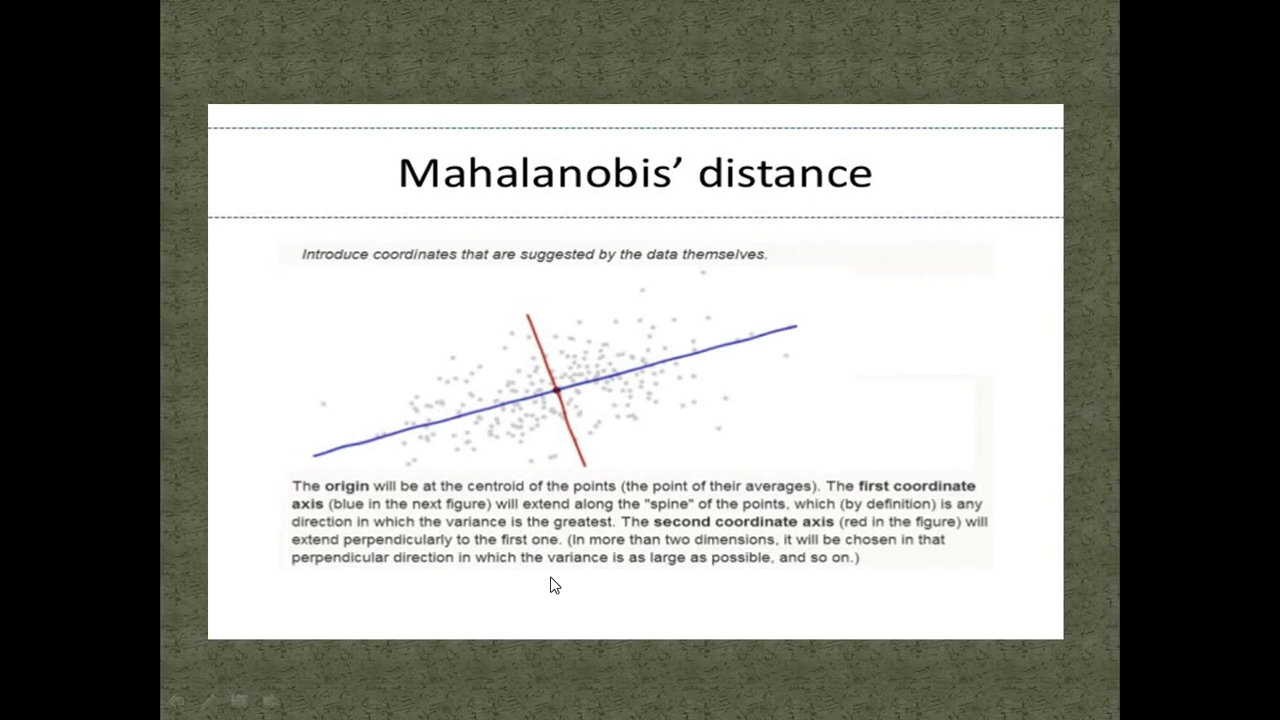 Mahalanobis’ distance
Introduce coordinates that are suggested by the data themselves.
The origin will be at the centroid of the points (the point of their averages). The first coordinate
axis (blue in the next figure) will extend along the "spine" of the points, which (by definition) is any
direction in which the variance is the greatest. The second coordinate axis (red in the figure) will
extend perpendicularly to the first one. (In more than two dimensions, it will be chosen in that
perpendicular direction in which the variance is as large as possible, and so on.)